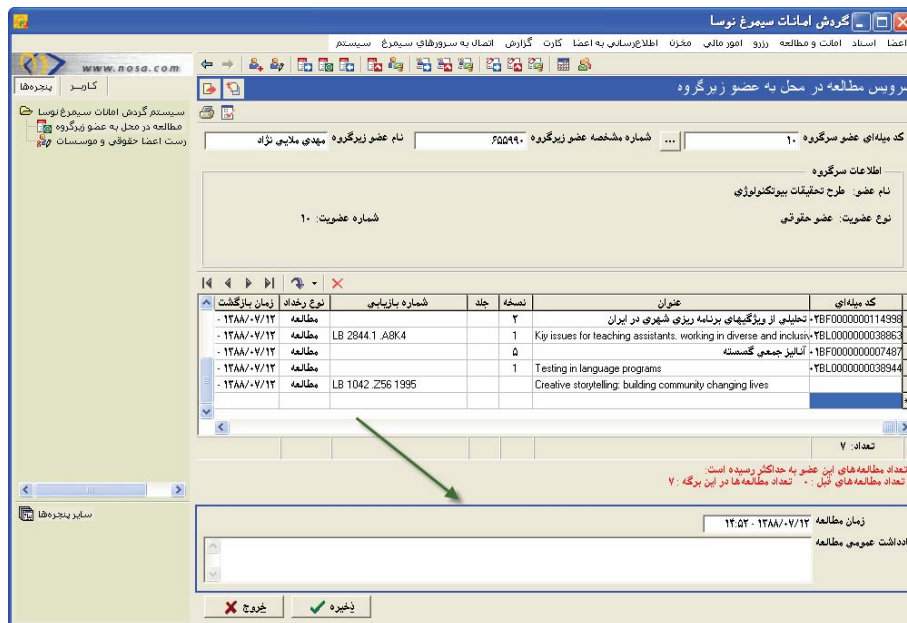 گردش امانات سیمرغ نوسا
اعضا اسناد امانت و مطالعه رزرو امور مالی مخزن اطلاع‌رسانی به اعضا کارت گزارش اتصال به سرورهای سیمرغ سیستم
www.nosa.com
پنجره‌ها کاربر
سیستم گردش امانات سیمرغ نوسا
مطالعه در محل به عضو زیرگروه
رست اعضا حقوقی و موسسات
سرویس مطالعه در محل به عضو زیرگروه
کد میله‌ای عضو سرگروه ۱۰ ... شماره مشخصه عضو زیرگروه ۶۵۵۹۹۰ نام عضو زیرگروه مهدی ملایی نژاد
اطلاعات سرگروه
نام عضو: طرح تحقیقات بیوتکنولوژی
نوع عضویت: عضو حقوقی شماره عضویت: ۱۰
کد میله‌ای عنوان نسخه جلد شماره بازیابی نوع رخداد زمان بازگشت
۰۲BF0000000114998 تحلیلی از ویژگیهای برنامه ریزی شهری در ایران ۲ مطالعه ۱۳۸۸/۰۷/۱۲ -
۰۲BL0000000038863 Kiy issues for teaching assistants. working in diverse and inclusiv 1 LB 2844.1 .A8K4 مطالعه ۱۳۸۸/۰۷/۱۲ -
۰۱BF0000000007487 آنالیز جمعی گسسته ۵ مطالعه ۱۳۸۸/۰۷/۱۲ -
۰۲BL0000000038944 Testing in language programs 1 مطالعه ۱۳۸۸/۰۷/۱۲ -
Creative storytelling: building community changing lives LB 1042 .Z56 1995 مطالعه ۱۳۸۸/۰۷/۱۲ -
تعداد: ۷
تعداد مطالعه‌های این عضو به حداکثر رسیده است:
تعداد مطالعه‌های قبل : ۰ تعداد مطالعه‌ها در این برگه : ۷
سایر پنجره‌ها
زمان مطالعه ۱۳۸۸/۰۷/۱۲ - ۱۴:۵۲
ادداشت عمومی مطالعه
ذخیره خروج